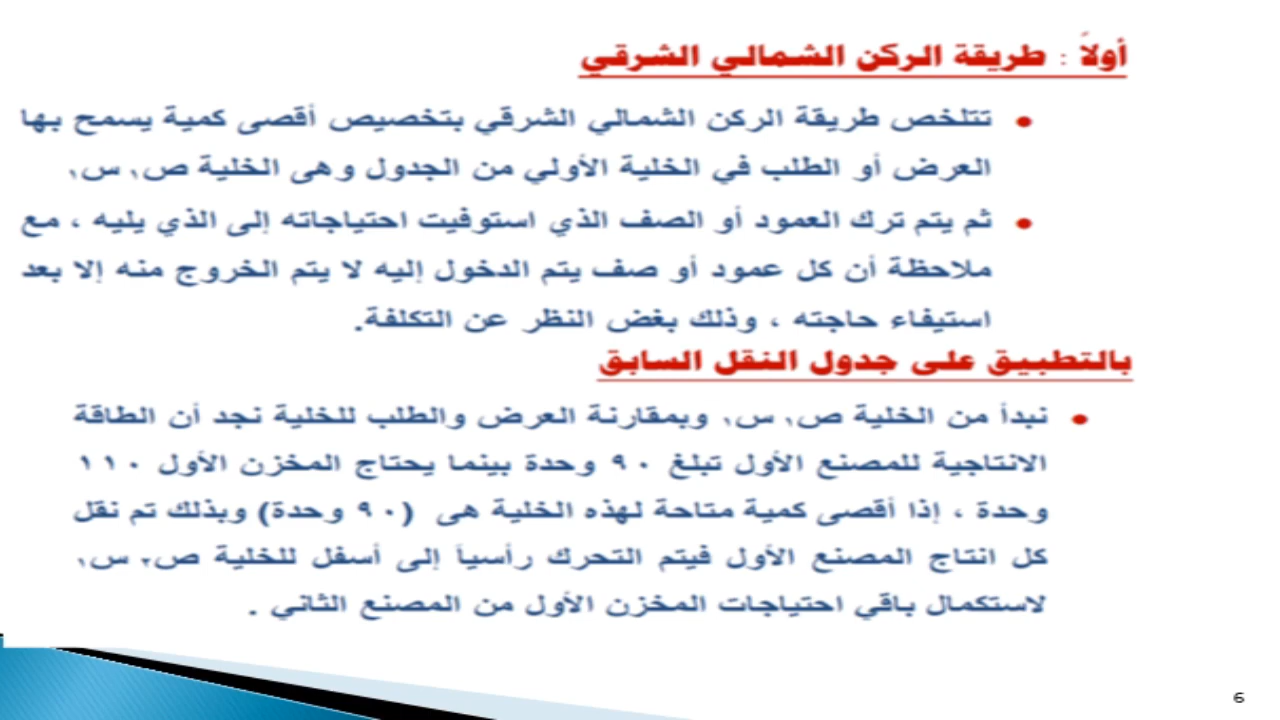 أولاً : طريقة الركن الشمالي الشرقي
• تتلخص طريقة الركن الشمالي الشرقي بتخصيص أقصى كمية يسمح بها
العرض أو الطلب في الخلية الأولي من الجدول وهى الخلية ص١ س١
• ثم يتم ترك العمود أو الصف الذي استوفيت احتياجاته إلى الذي يليه ، مع
ملاحظة أن كل عمود أو صف يتم الدخول إليه لا يتم الخروج منه إلا بعد
استيفاء حاجته ، وذلك بغض النظر عن التكلفة.
بالتطبيق على جدول النقل السابق
• نبدأ من الخلية ص١ س١ وبمقارنة العرض والطلب للخلية نجد أن الطاقة
الانتاجية للمصنع الأول تبلغ ٩٠ وحدة بينما يحتاج المخزن الأول ١١٠
وحدة ، إذا أقصى كمية متاحة لهذه الخلية هى (٩٠ وحدة) وبذلك تم نقل
كل انتاج المصنع الأول فيتم التحرك رأسيأ إلى أسفل للخلية ص٢ س١
لاستكمال باقي احتياجات المخزن الأول من المصنع الثاني .
6